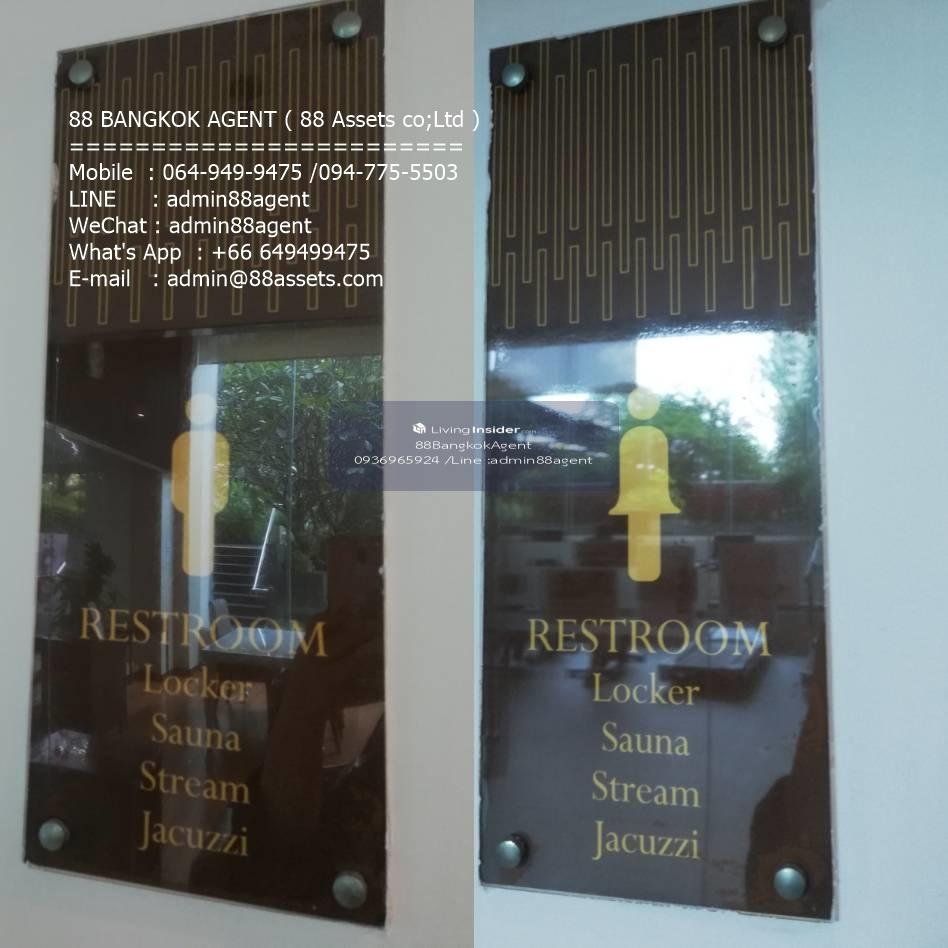 88 BANGKOK AGENT ( 88 Assets co;Ltd )
========================
Mobile : 064-949-9475 /094-775-5503
LINE : admin88agent
WeChat : admin88agent
What's App : +66 649499475
E-mail : admin@88assets.com
LivingInsider.com
88BangkokAgent
0936965924 /Line :admin88agent
RESTROOM
Locker
Sauna
Stream
Jacuzzi
RESTROOM
Locker
Sauna
Stream
Jacuzzi